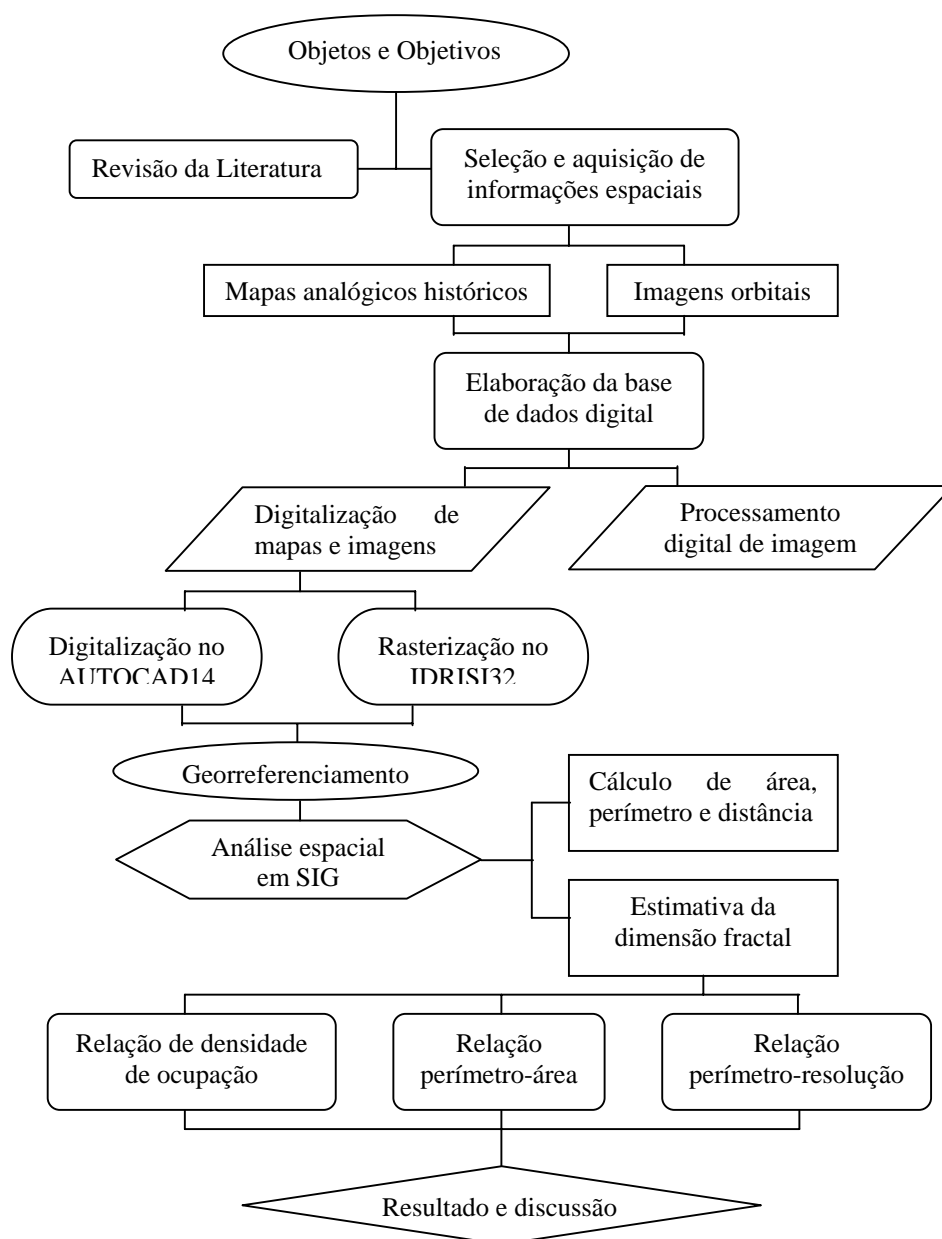 Objetos e Objetivos
Revisão da Literatura
Seleção e aquisição de
informações espaciais
Mapas analógicos históricos
Imagens orbitais
Elaboração da base
de dados digital
Digitalização de
mapas e imagens
Processamento
digital de imagem
Digitalização no
AUTOCAD14
Rasterização no
IDRISI32
Georreferenciamento
Cálculo de área,
perímetro e distância
Análise espacial
em SIG
Estimativa da
dimensão fractal
Relação de densidade
de ocupação
Relação
perímetro-área
Relação
perímetro-resolução
Resultado e discussão